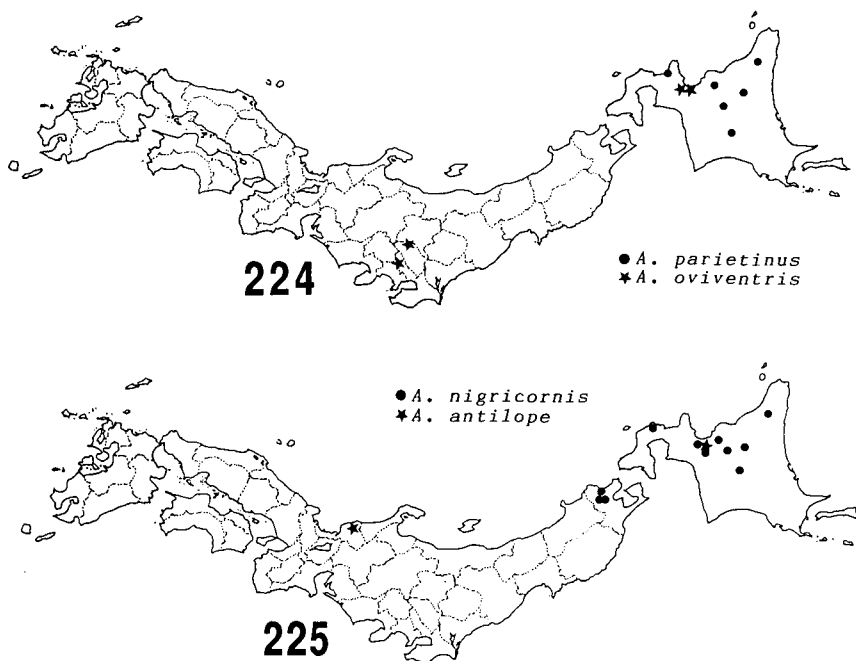 224
● A. parietinus
★ A. oviventris
● A. nigricornis
★ A. antilope
225